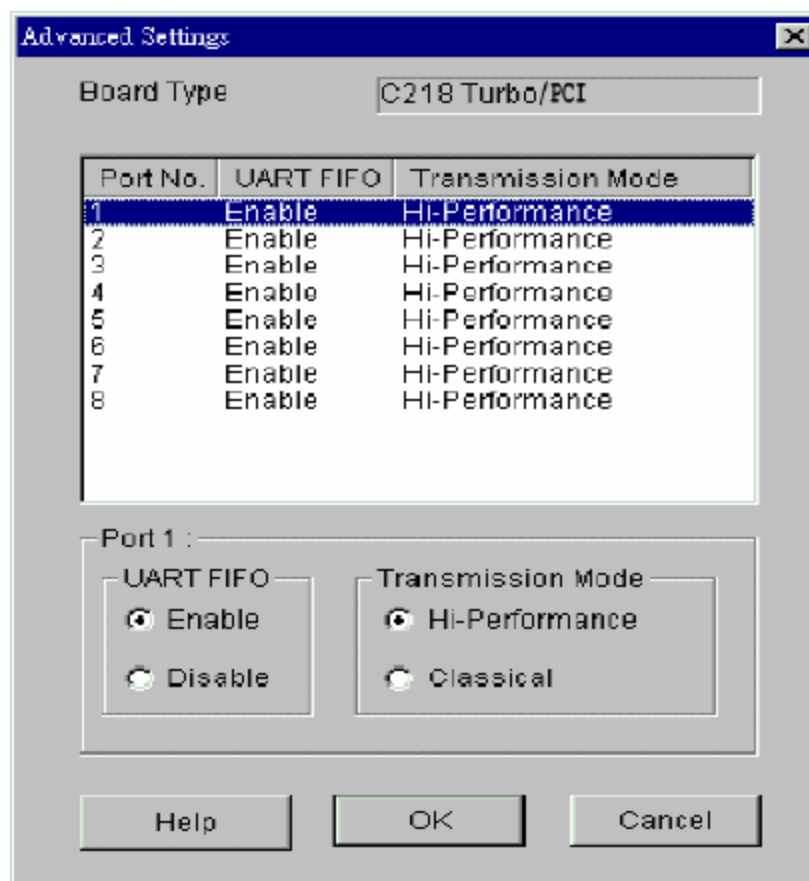 Advanced Settings
Board Type C218 Turbo/PCI
Port No. UART FIFO Transmission Mode
1 Enable Hi-Performance
2 Enable Hi-Performance
3 Enable Hi-Performance
4 Enable Hi-Performance
5 Enable Hi-Performance
6 Enable Hi-Performance
7 Enable Hi-Performance
8 Enable Hi-Performance
Port 1 :
UART FIFO Transmission Mode
Enable Hi-Performance
Disable Classical
Help OK Cancel